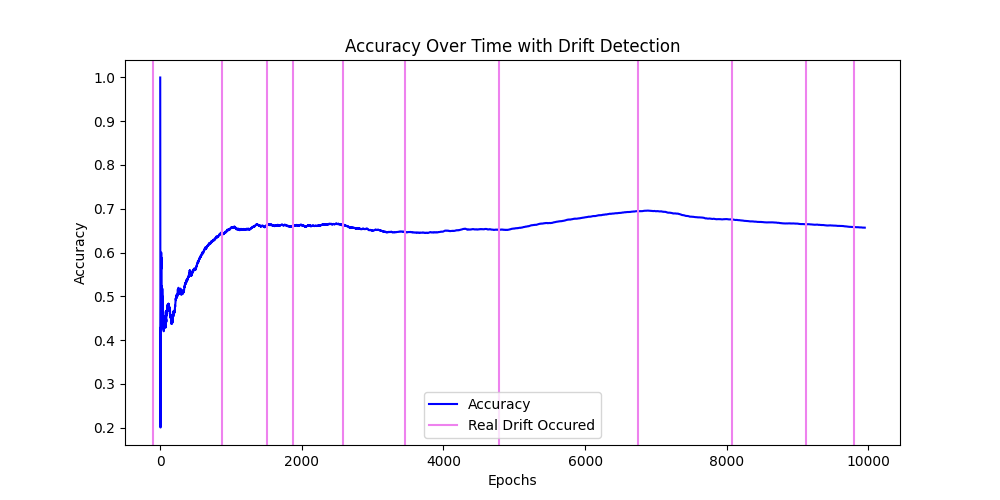 Accuracy Over Time with Drift Detection
1.0
0.9
0.8
0.7
0.6
0.5
0.4
0.3
0.2
Accuracy
Accuracy
Real Drift Occured
0 2000 4000 6000 8000 10000
Epochs